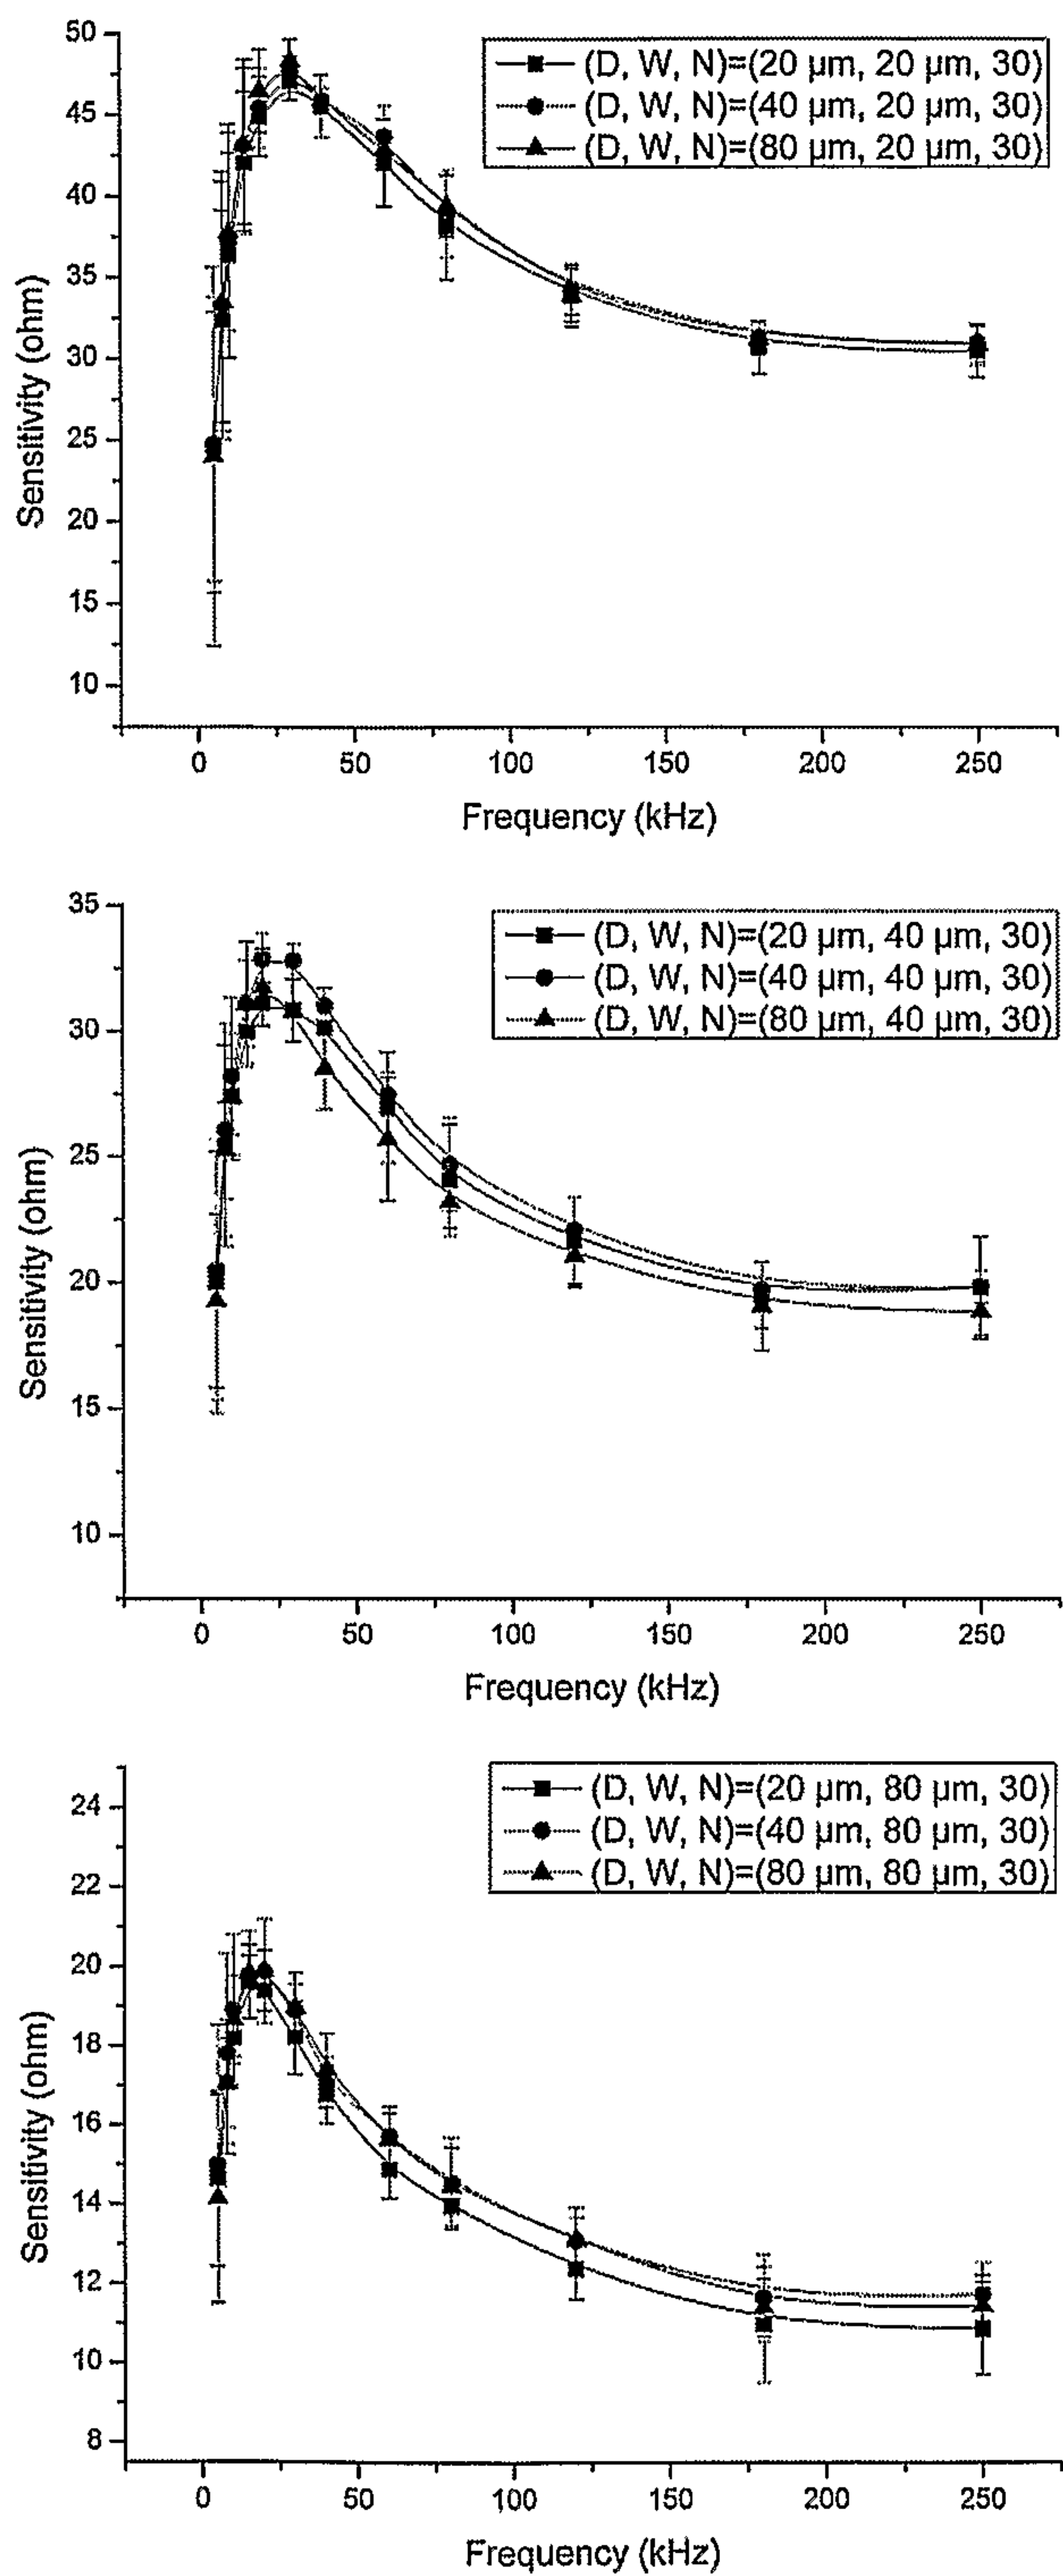 50
45
40
35
30
25
20
15
10
Sensitivity (ohm)
(D, W, N)=(20 µm, 20 µm, 30)
(D, W, N)=(40 µm, 20 µm, 30)
(D, W, N)=(80 µm, 20 µm, 30)
0 50 100 150 200 250
Frequency (kHz)
35
30
25
20
15
10
Sensitivity (ohm)
(D, W, N)=(20 µm, 40 µm, 30)
(D, W, N)=(40 µm, 40 µm, 30)
(D, W, N)=(80 µm, 40 µm, 30)
0 50 100 150 200 250
Frequency (kHz)
24
22
20
18
16
14
12
10
8
Sensitivity (ohm)
(D, W, N)=(20 µm, 80 µm, 30)
(D, W, N)=(40 µm, 80 µm, 30)
(D, W, N)=(80 µm, 80 µm, 30)
0 50 100 150 200 250
Frequency (kHz)